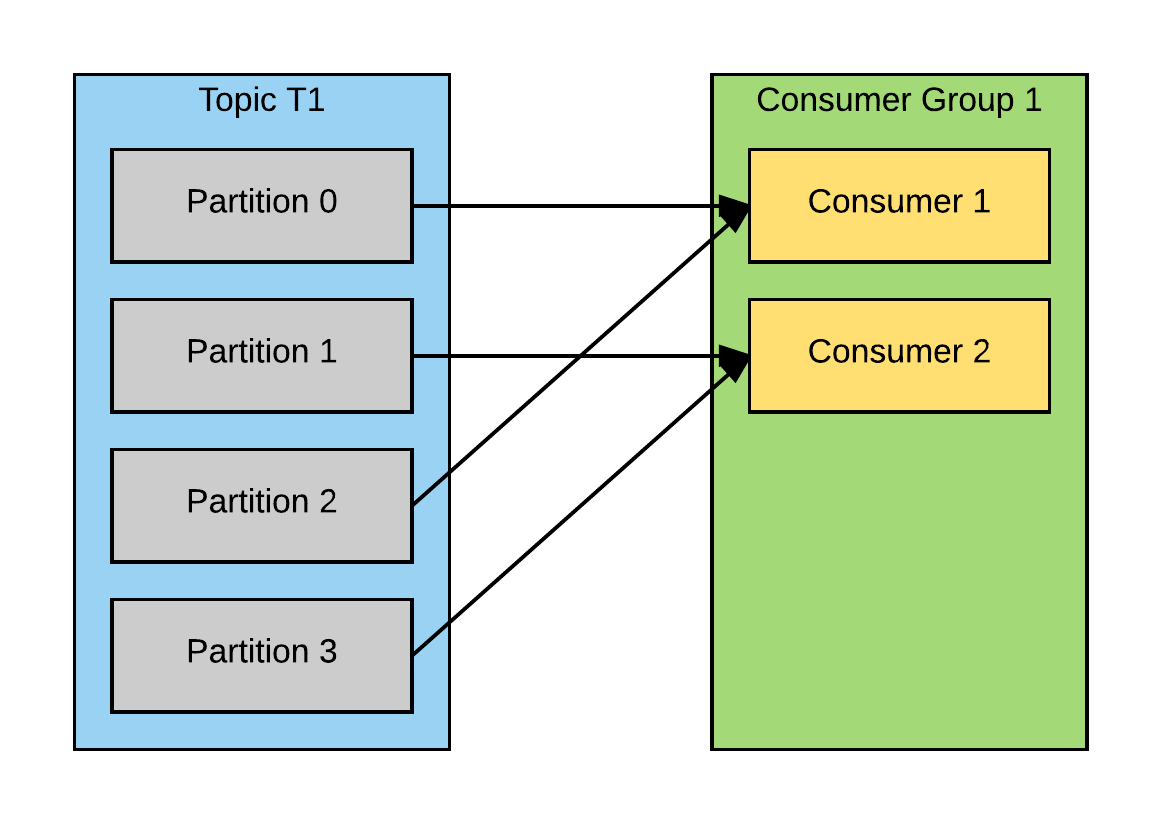 Topic T1
Partition 0
Partition 1
Partition 2
Partition 3
Consumer Group 1
Consumer 1
Consumer 2